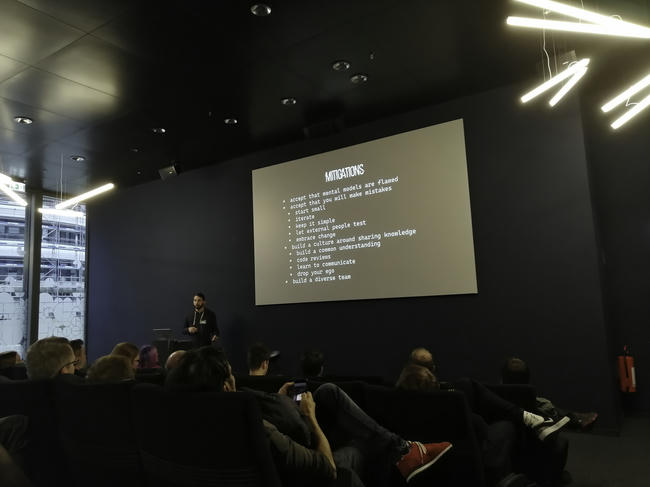 MITIGATIONS
accept that mental models are flawed
accept that you will make mistakes
start small
iterate
keep it simple
let external people test
embrace change
build a culture around sharing knowledge
build a common understanding
code reviews
learn to communicate
drop your ego
build a diverse team